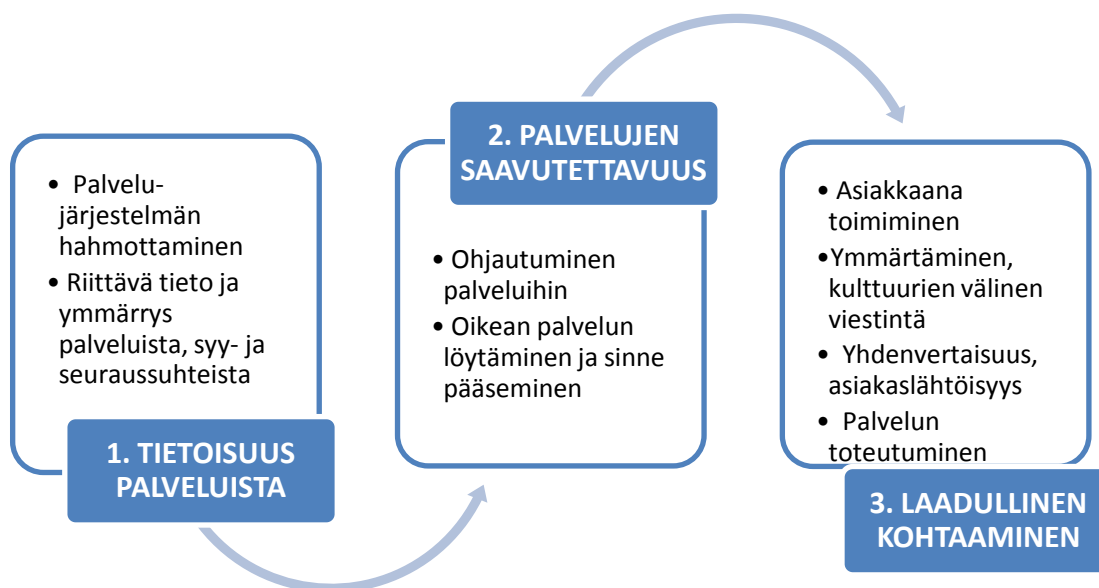 • Palvelu-
järjestelmän
hahmottaminen
• Riittävä tieto ja
ymmärrys
palveluista, syy- ja
seuraussuhteista
1. TIETOISUUS
PALVELUISTA
2. PALVELUJEN
SAAVUTETTAVUUS
• Ohjautuminen
palveluihin
• Oikean palvelun
löytäminen ja sinne
pääseminen
• Asiakkaana
toimiminen
•Ymmärtäminen,
kulttuurien välinen
viestintä
• Yhdenvertaisuus,
asiakaslähtöisyys
• Palvelun
toteutuminen
3. LAADULLINEN
KOHTAAMINEN